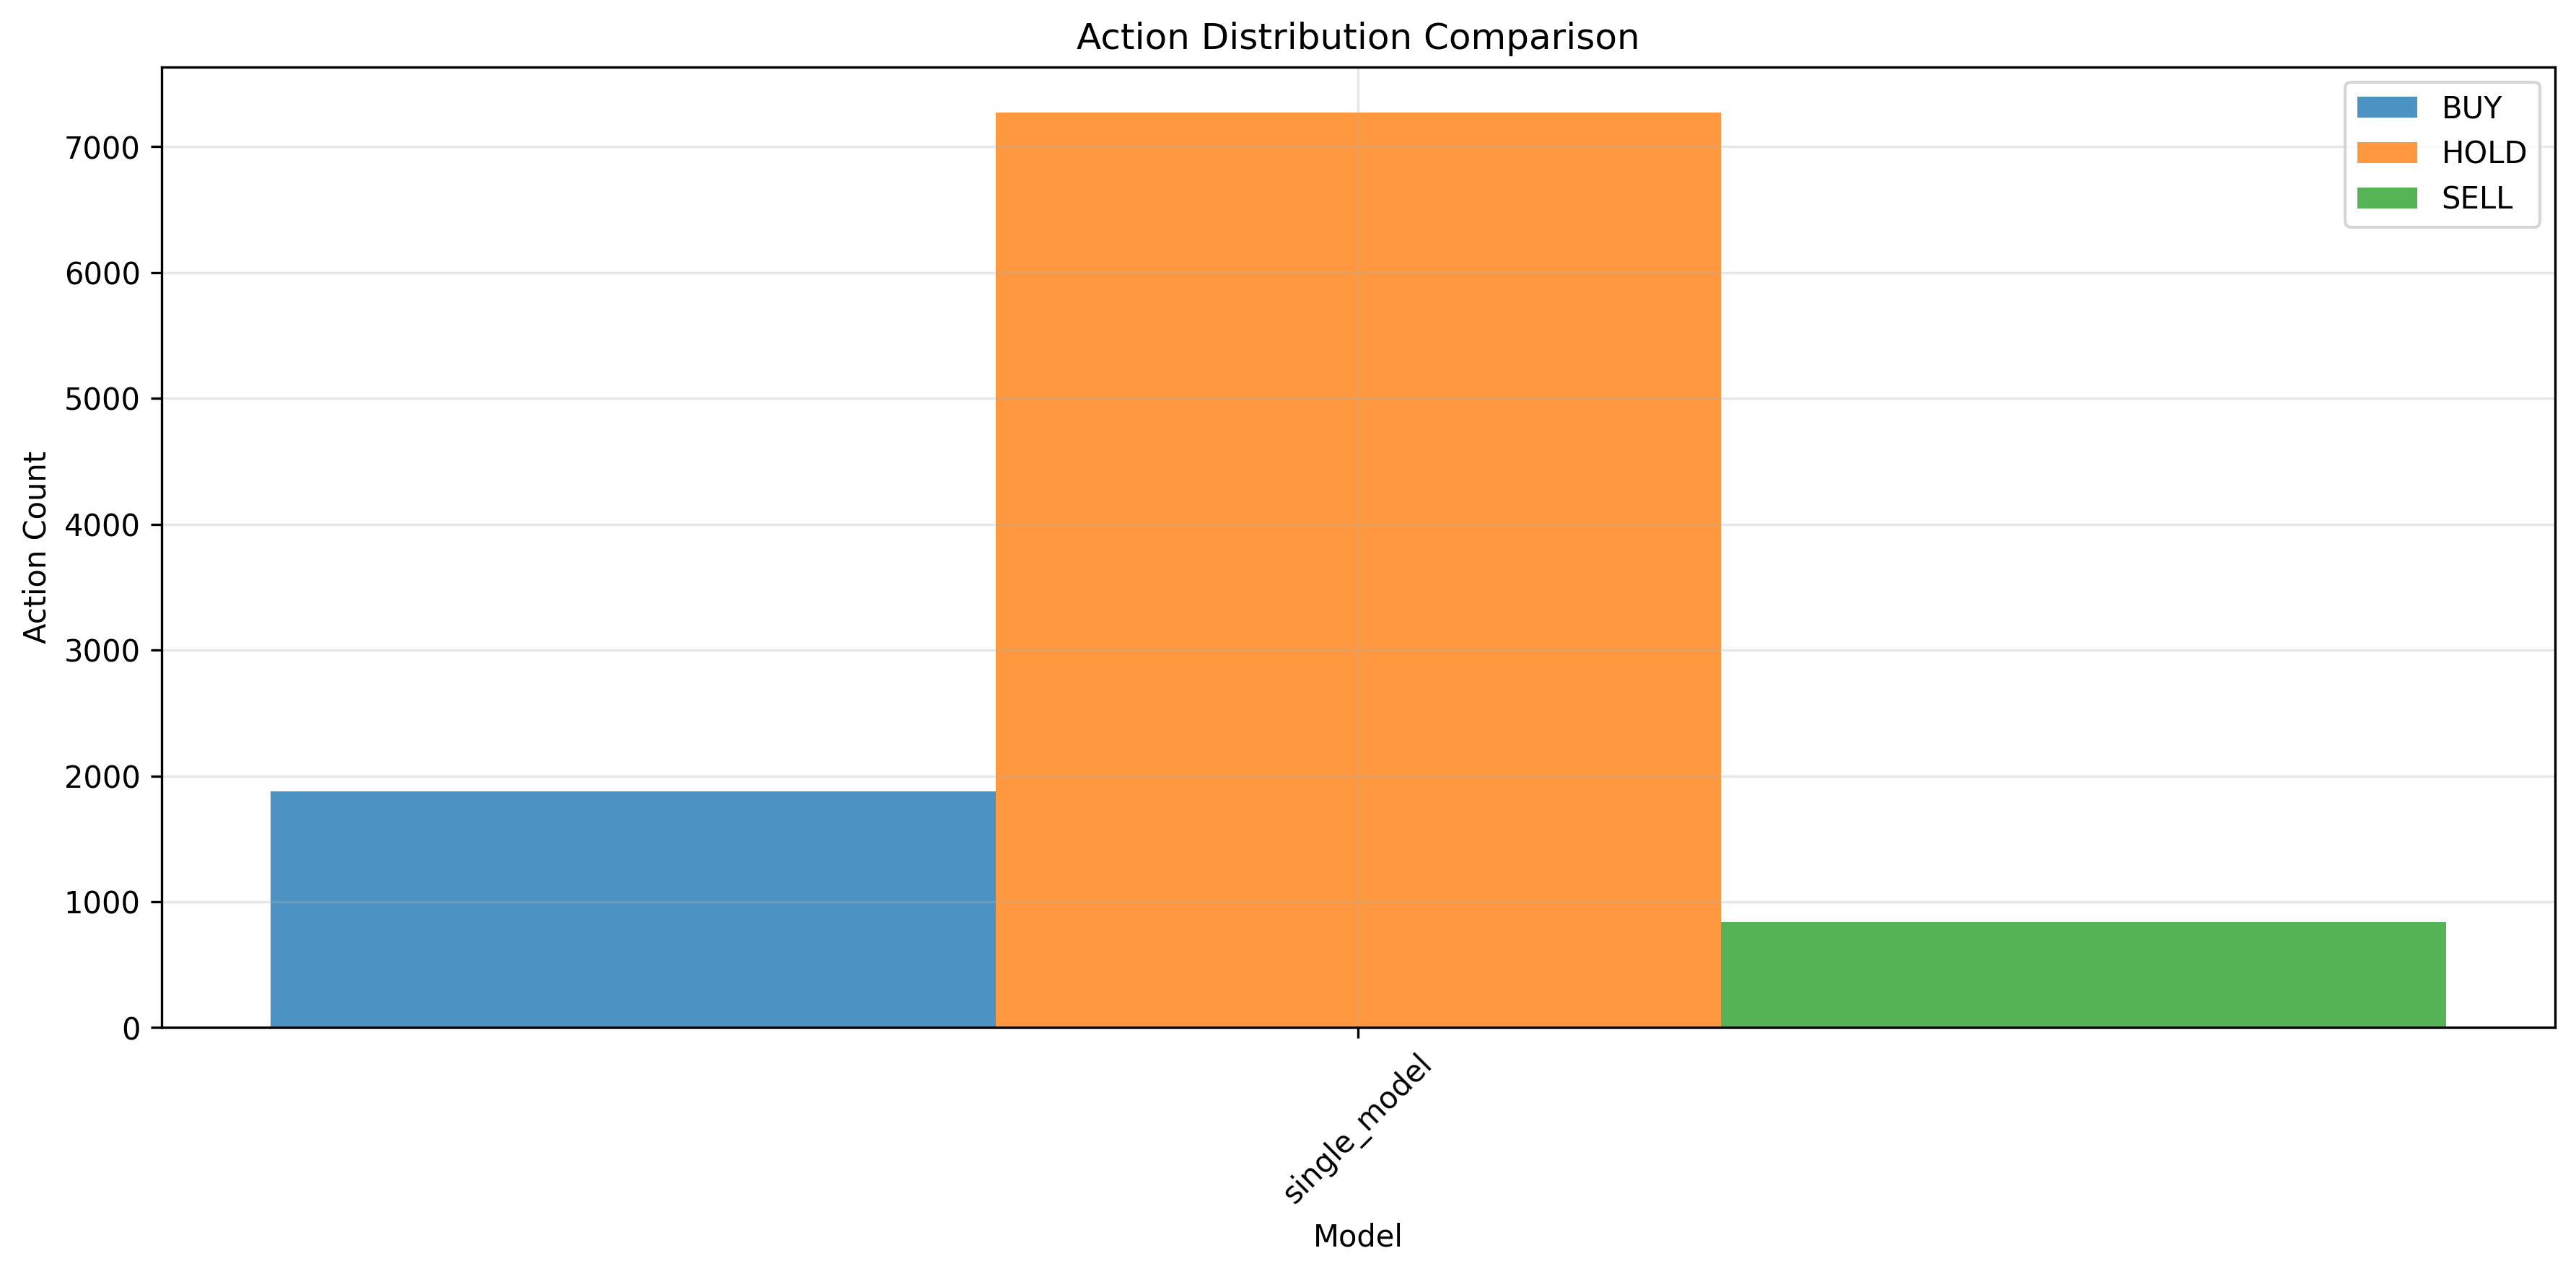 Action Distribution Comparison
BUY
HOLD
SELL
Action Count
7000
6000
5000
4000
3000
2000
1000
0
single_model
Model